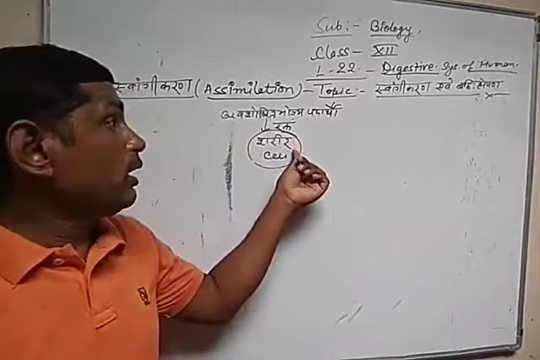 Sub:- Biology
Class- XII
L-22- Digestive Sys. of Human
स्वांगीकरण (Assimilation) - Topic:- स्वांगीकरण एवं बहिःक्षेपण
अवशोषित भोज्य पदार्थो
↓ रक्त
शरीर
Cell